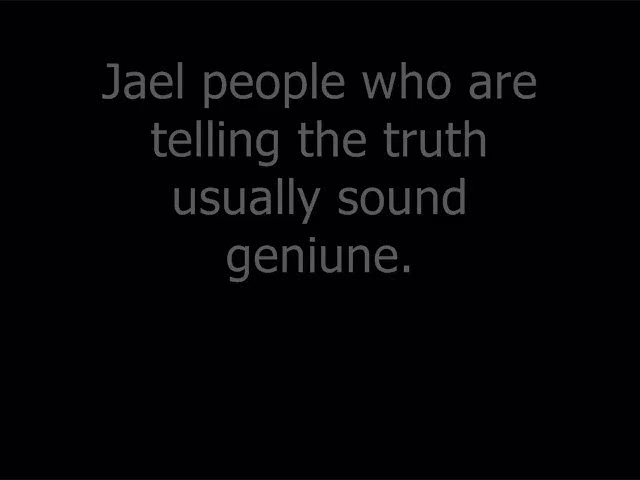 Jael people who are
telling the truth
usually sound
geniune.